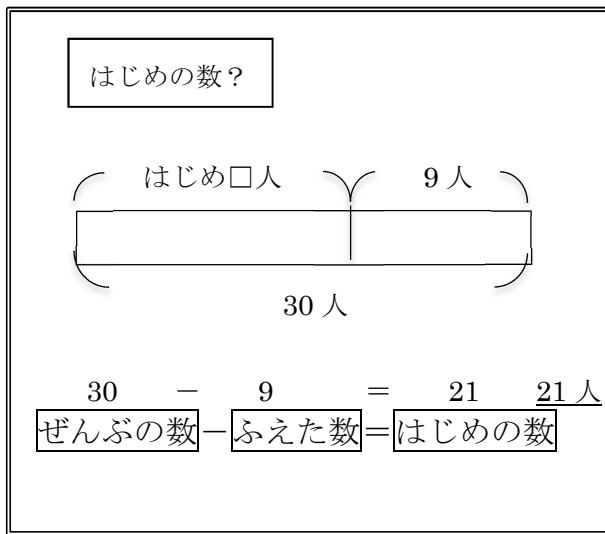 はじめの数？
はじめ□人 9人
30人
30 － 9 ＝ 21 21人
ぜんぶの数－ふえた数＝はじめの数